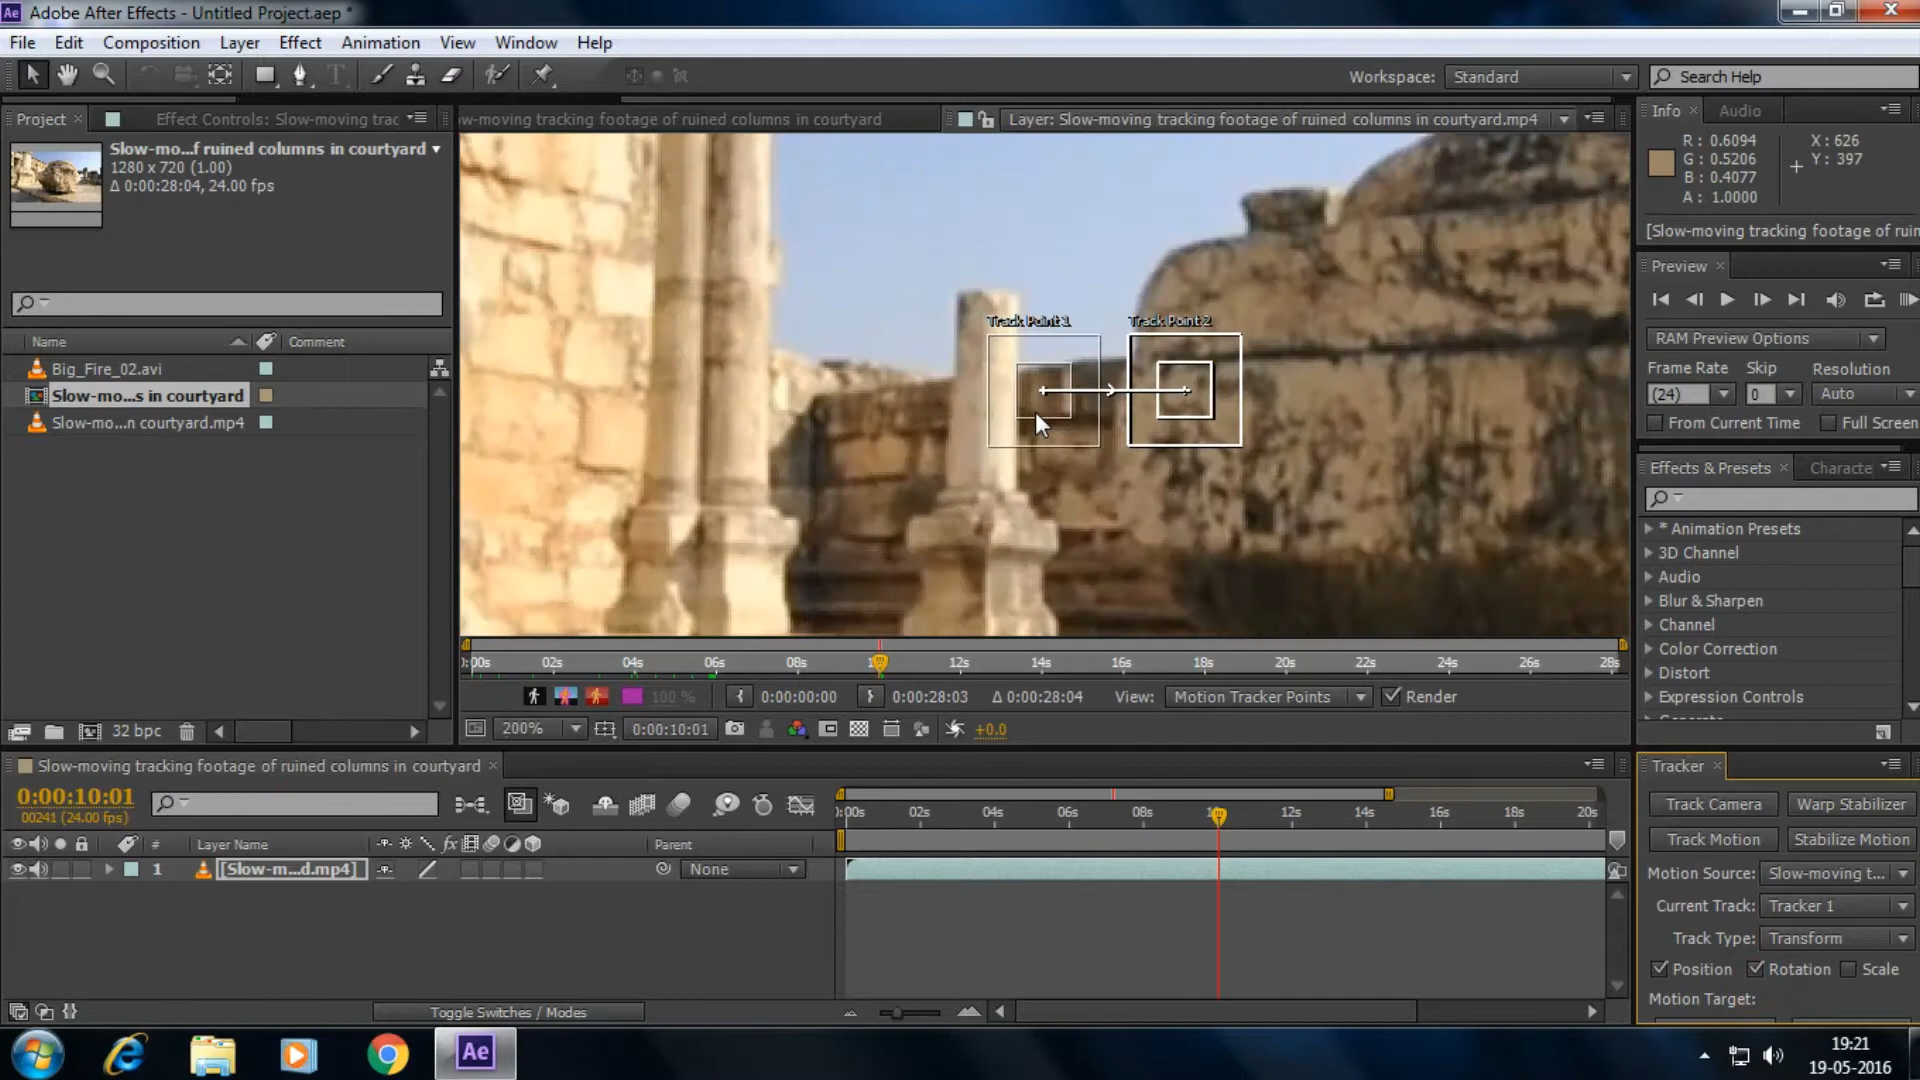 Adobe After Effects - Untitled Project.aep *
File Edit Composition Layer Effect Animation View Window Help
Workspace: Standard
Search Help
Project
Effect Controls: Slow-moving trac
w-moving tracking footage of ruined columns in courtyard
Layer: Slow-moving tracking footage of ruined columns in courtyard.mp4
Info Audio
Slow-mo...f ruined columns in courtyard
1280 x 720 (1.00)
Δ 0:00:28:04, 24.00 fps
R : 0.6094
G : 0.5206
B : 0.4077
A : 1.0000
X : 626
Y : 397
[Slow-moving tracking footage of ruin
Preview
RAM Preview Options
Frame Rate Skip Resolution
(24) 0 Auto
From Current Time Full Screen
Name Comment
Big_Fire_02.avi
Slow-mo...s in courtyard
Slow-mo...n courtyard.mp4
Track Point 1
Track Point 2
Effects & Presets Characte
* Animation Presets
3D Channel
Audio
Blur & Sharpen
Channel
Color Correction
Distort
Expression Controls
):00s 02s 04s 06s 08s 12s 14s 16s 18s 20s 22s 24s 26s 28s
100 % { 0:00:00:00 } 0:00:28:03 Δ 0:00:28:04 View: Motion Tracker Points Render
200% 0:00:10:01 +0.0
32 bpc
Slow-moving tracking footage of ruined columns in courtyard
0:00:10:01
00241 (24.00 fps)
):00s 02s 04s 06s 08s 12s 14s 16s 18s 20s
# Layer Name fx Parent
1 [Slow-m...d.mp4] None
Toggle Switches / Modes
Tracker
Track Camera Warp Stabilizer
Track Motion Stabilize Motion
Motion Source: Slow-moving t...
Current Track: Tracker 1
Track Type: Transform
Position Rotation Scale
Motion Target:
Ae
19:21
19-05-2016